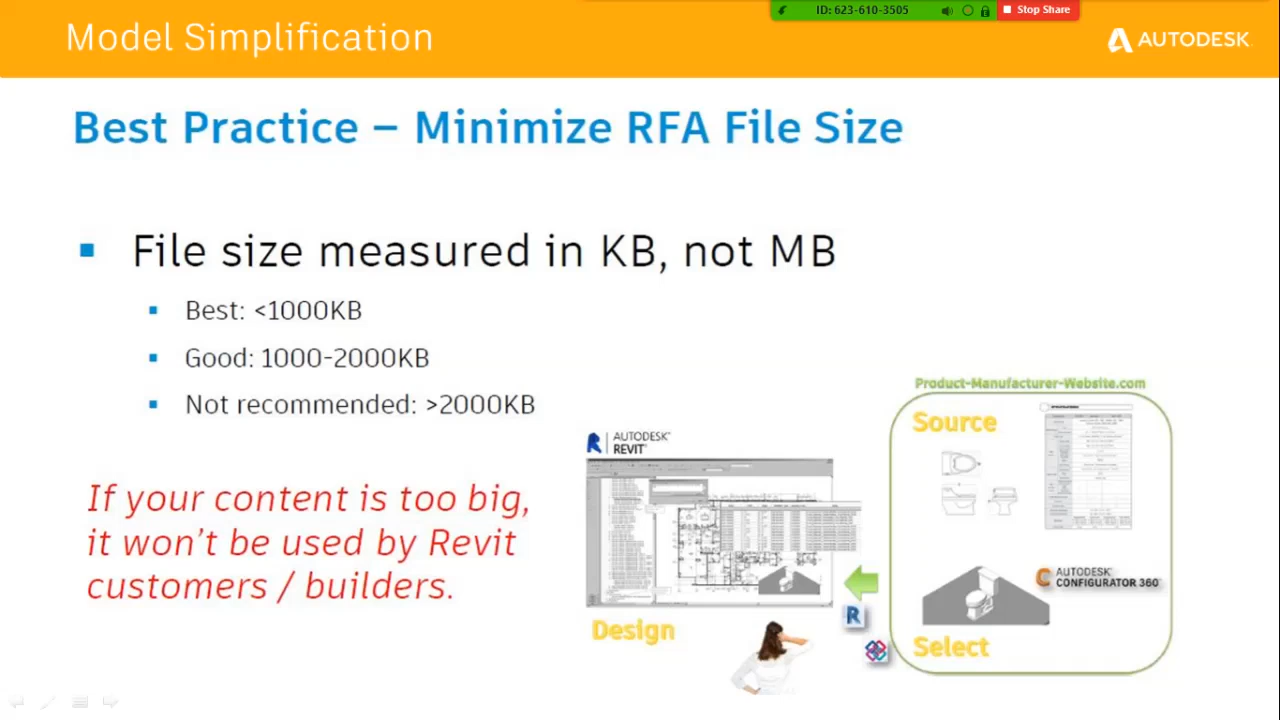 ID: 623-610-3505
Stop Share
Model Simplification
AUTODESK
Best Practice – Minimize RFA File Size
File size measured in KB, not MB
Best: <1000KB
Good: 1000-2000KB
Not recommended: >2000KB
If your content is too big,
it won't be used by Revit
customers / builders.
AUTODESK
REVIT
Design
Product-Manufacturer-Website.com
Source
AUTODESK
CONFIGURATOR 360
Select